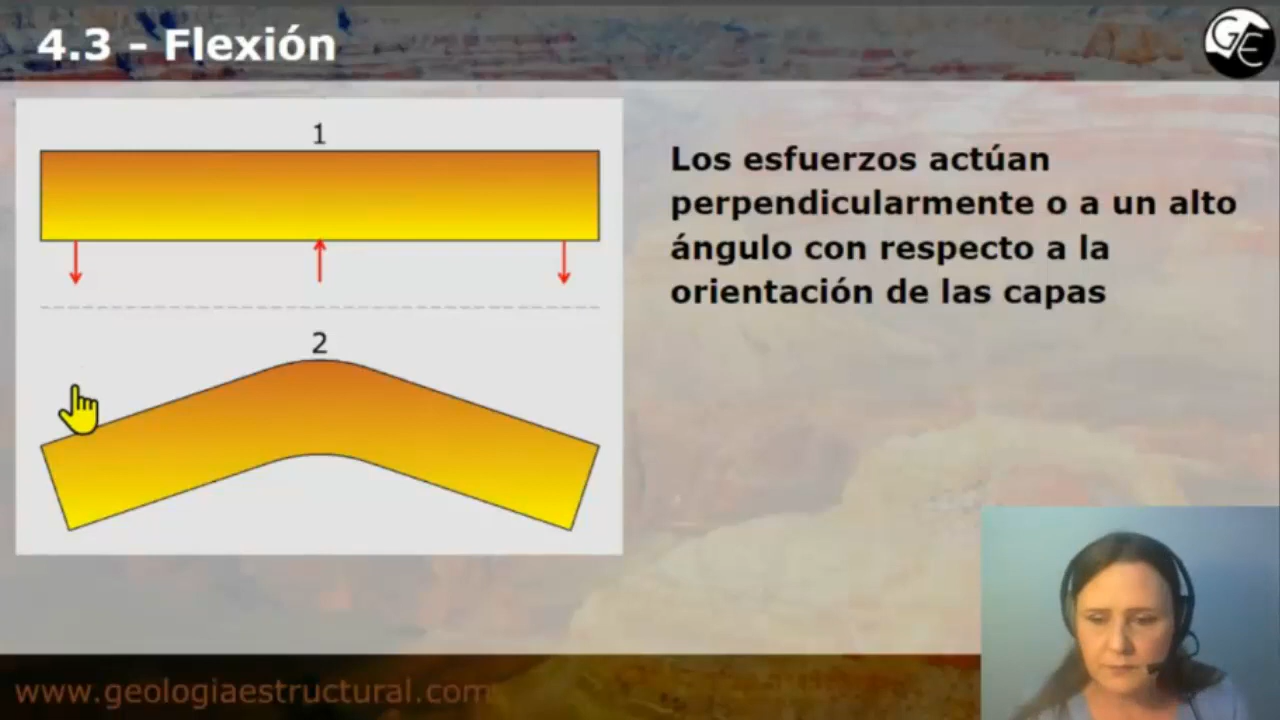 4.3 - Flexión
GE
1
Los esfuerzos actúan
perpendicularmente o a un alto
ángulo con respecto a la
orientación de las capas
2
www.geologiaestructural.com